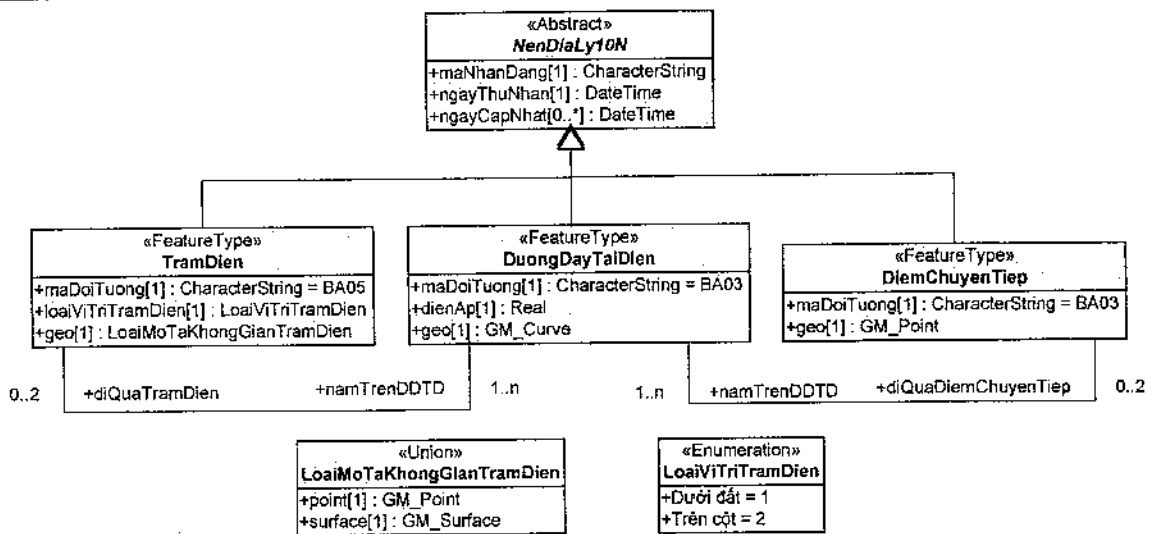 «Abstract»
NenDiaLy10N
+maNhanDang[1] : CharacterString
+ngayThuNhan[1] : DateTime
+ngayCapNhat[0..*] : DateTime
«FeatureType»
TramDien
+maDoiTuong[1] : CharacterString = BA05
+loaiViTriTramDien[1] : LoaiViTriTramDien
+geo[1] : LoaiMoTaKhongGianTramDien
«FeatureType»
DuongDayTaiDien
+maDoiTuong[1] : CharacterString = BA03
+dienAp[1] : Real
+geo[1] : GM_Curve
«FeatureType»
DiemChuyenTiep
+maDoiTuong[1] : CharacterString = BA03
+geo[1] : GM_Point
0..2 +diQuaTramDien +namTrenDDTD 1..n
1..n +namTrenDDTD +diQuaDiemChuyenTiep 0..2
«Union»
LoaiMoTaKhongGianTramDien
+point[1] : GM_Point
+surface[1] : GM_Surface
«Enumeration»
LoaiViTriTramDien
+Dưới đất = 1
+Trên cột = 2